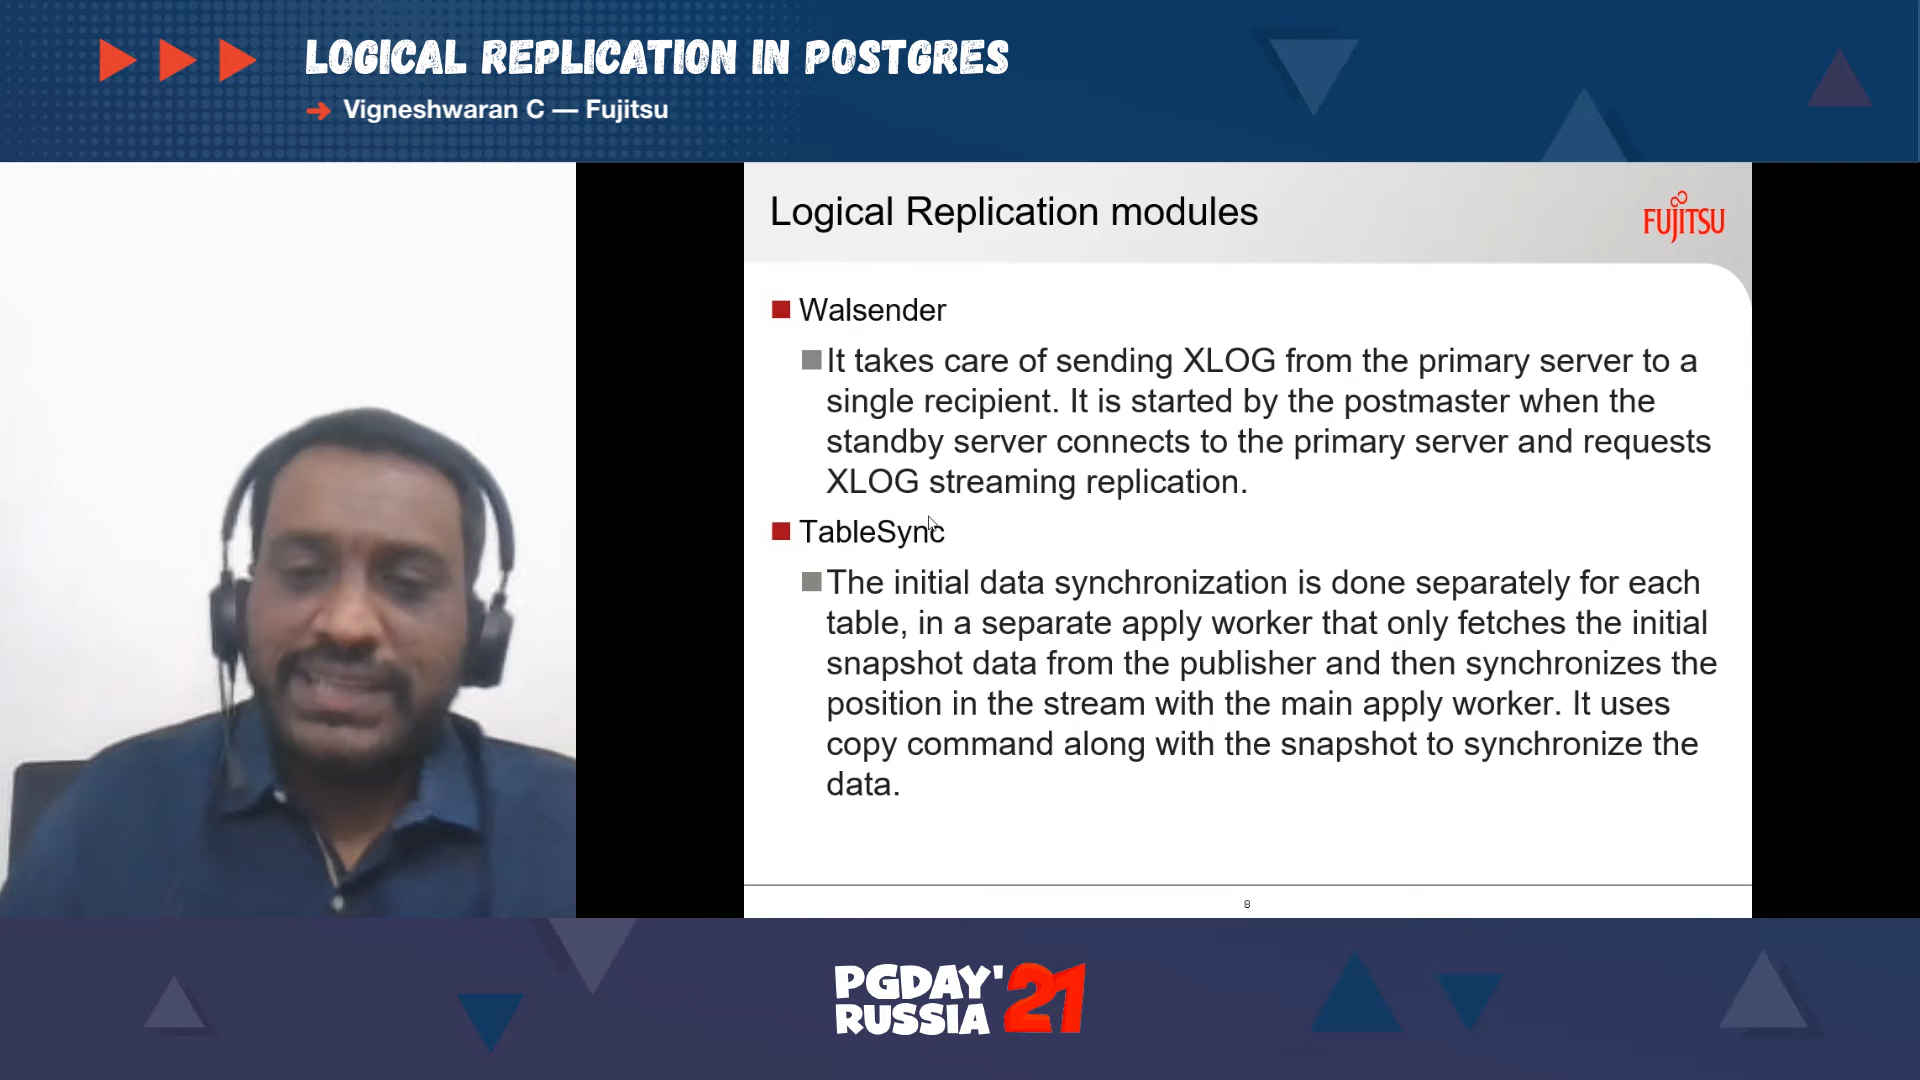 LOGICAL REPLICATION IN POSTGRES
Vigneshwaran C — Fujitsu
Logical Replication modules
FUJITSU
Walsender
It takes care of sending XLOG from the primary server to a
single recipient. It is started by the postmaster when the
standby server connects to the primary server and requests
XLOG streaming replication.
TableSync
The initial data synchronization is done separately for each
table, in a separate apply worker that only fetches the initial
snapshot data from the publisher and then synchronizes the
position in the stream with the main apply worker. It uses
copy command along with the snapshot to synchronize the
data.
8
PGDAY'21
RUSSIA